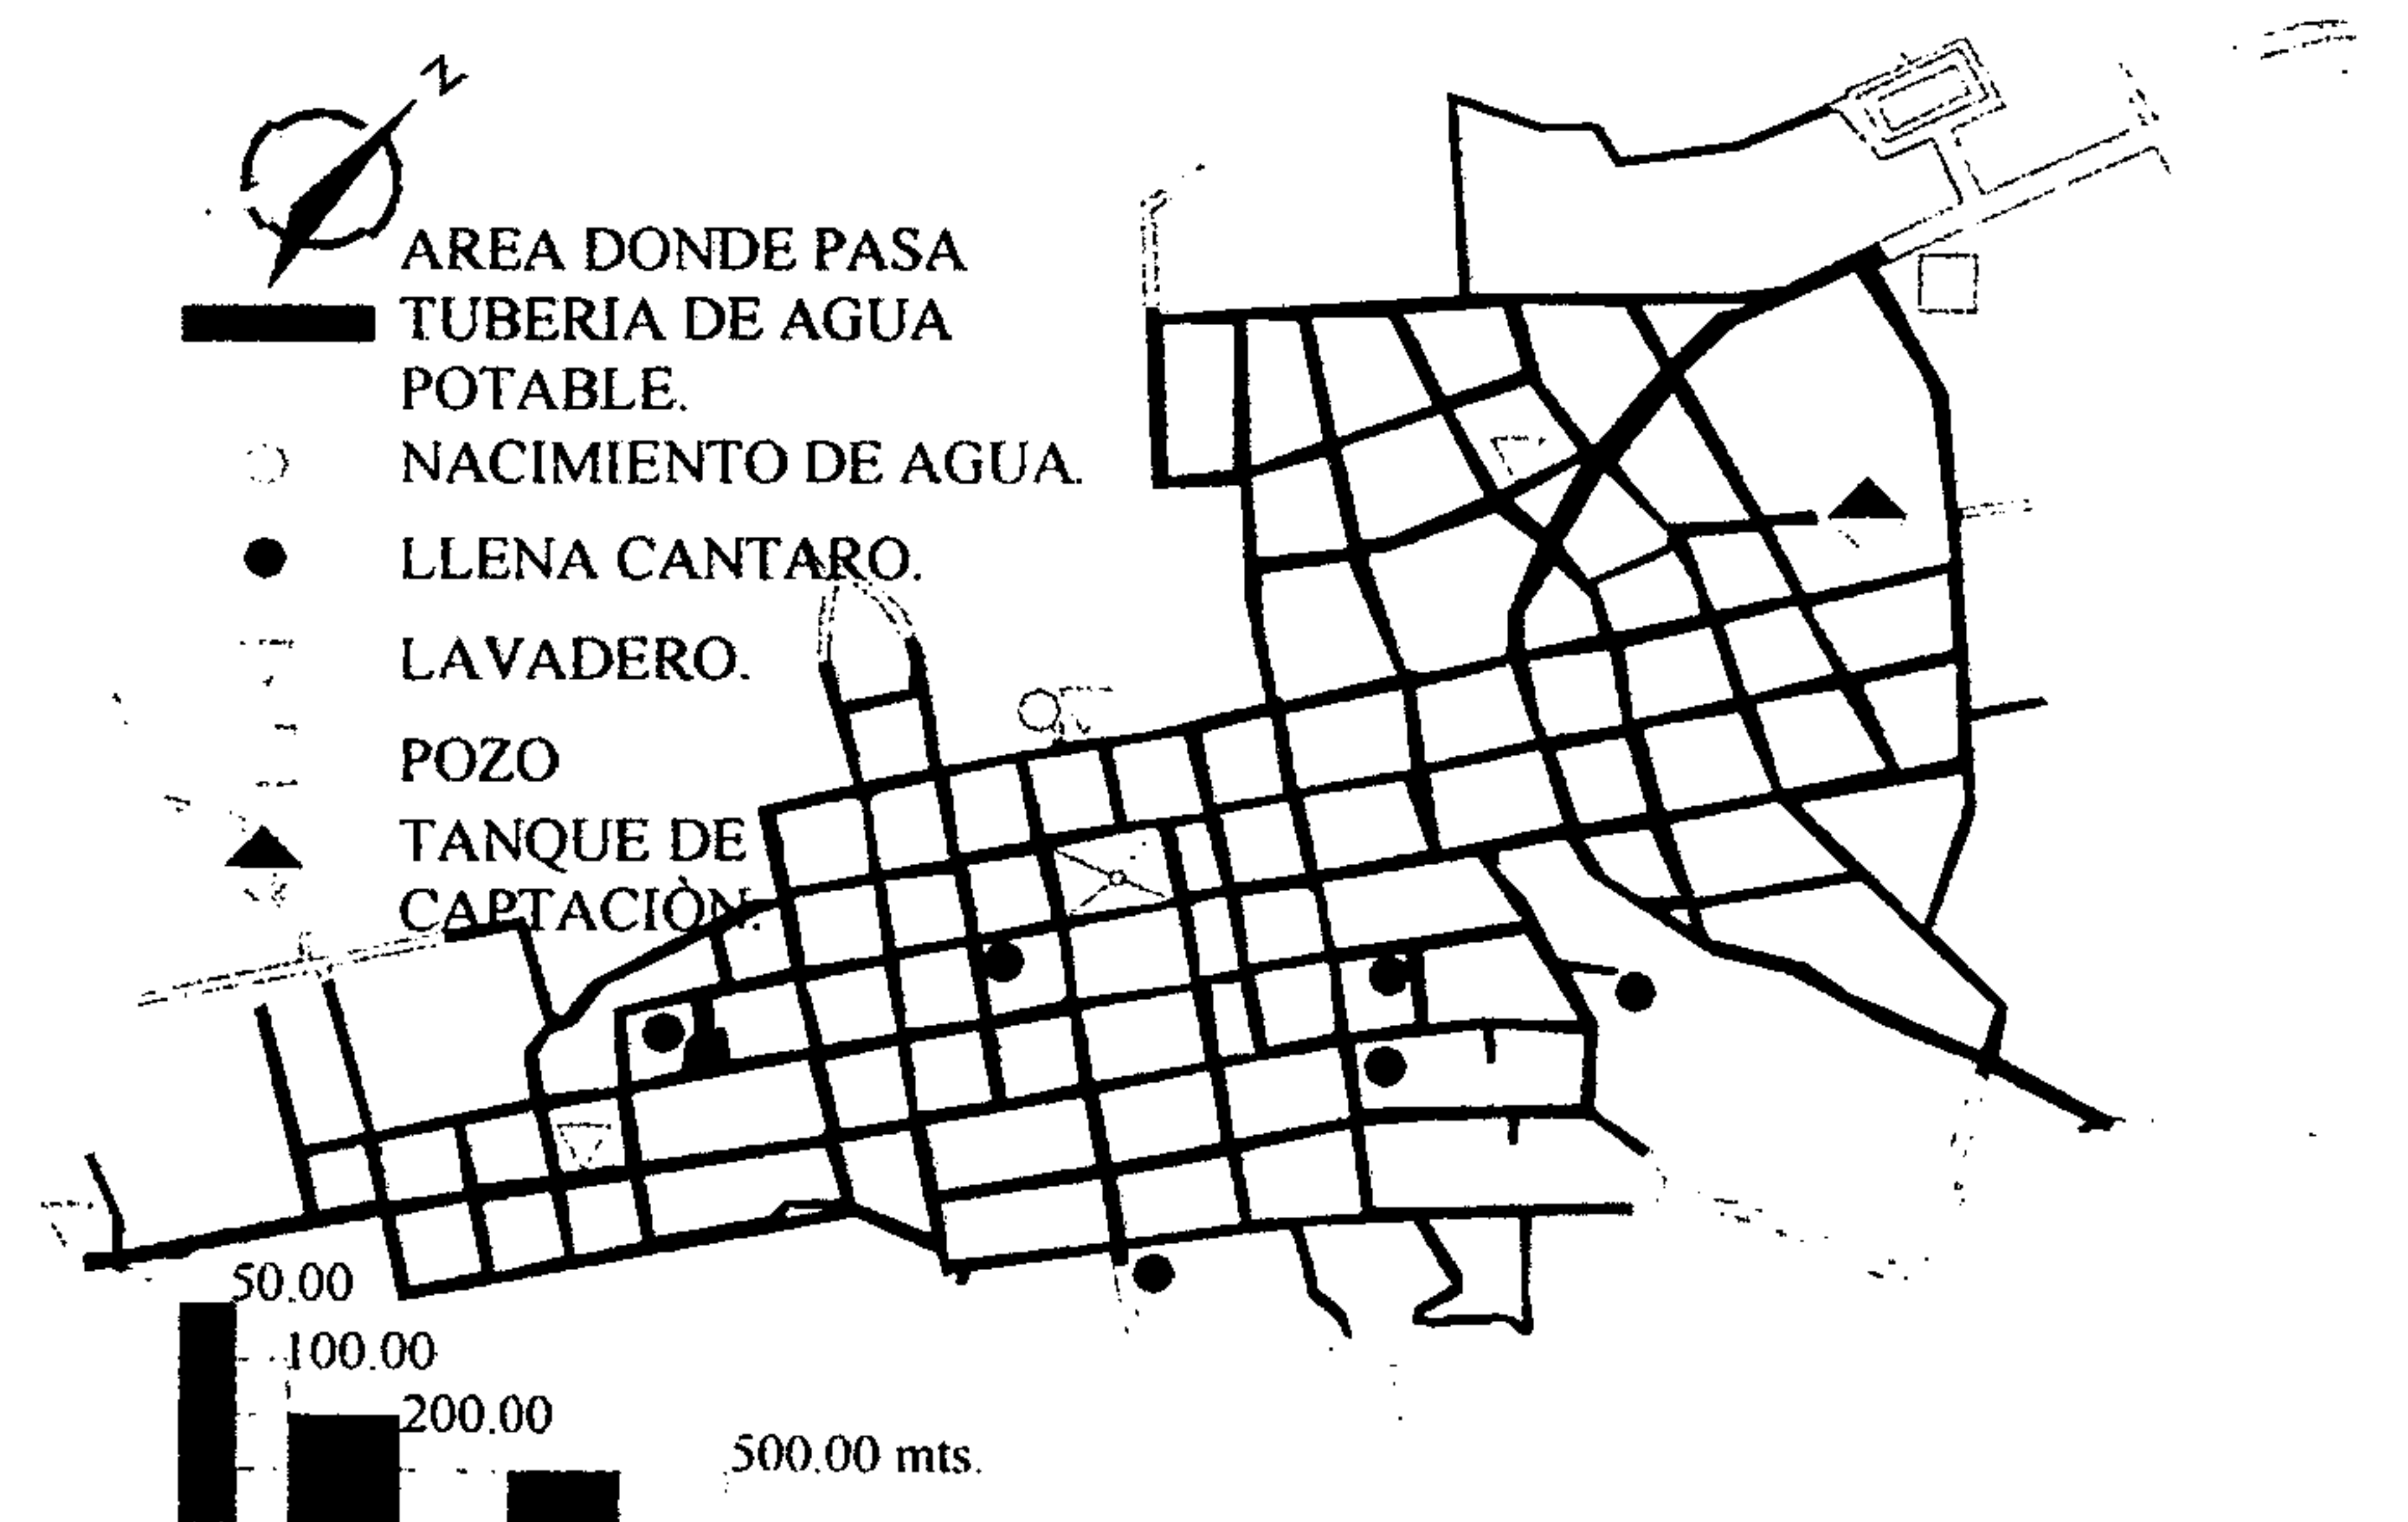 N
AREA DONDE PASA
TUBERIA DE AGUA
POTABLE.
NACIMIENTO DE AGUA.
LLENA CANTARO.
LAVADERO.
POZO
TANQUE DE
CAPTACIÒN.
50.00
100.00
200.00
500.00 mts.